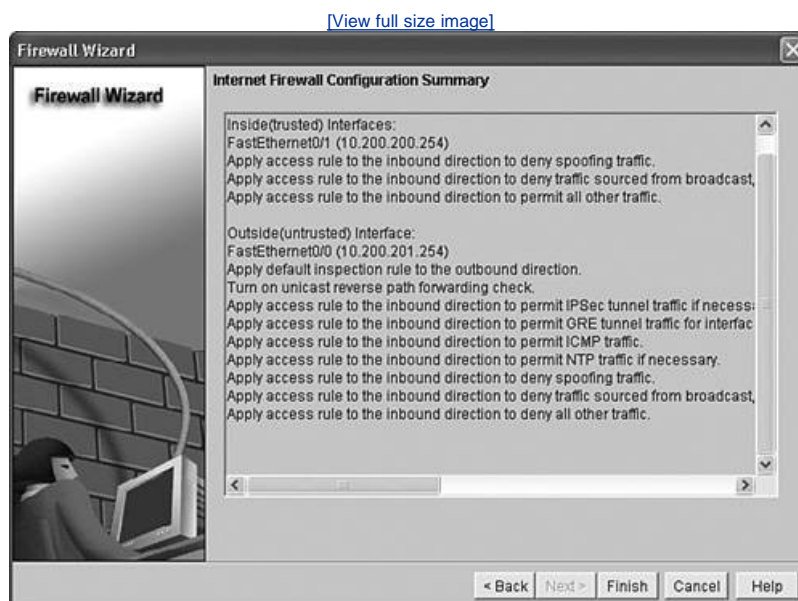 [View full size image]
Firewall Wizard
Firewall Wizard
Internet Firewall Configuration Summary
Inside(trusted) Interfaces:
FastEthernet0/1 (10.200.200.254)
Apply access rule to the inbound direction to deny spoofing traffic.
Apply access rule to the inbound direction to deny traffic sourced from broadcast,
Apply access rule to the inbound direction to permit all other traffic.
Outside(untrusted) Interface:
FastEthernet0/0 (10.200.201.254)
Apply default inspection rule to the outbound direction.
Turn on unicast reverse path forwarding check.
Apply access rule to the inbound direction to permit IPSec tunnel traffic if
Apply access rule to the inbound direction to permit GRE tunnel traffic for
Apply access rule to the inbound direction to permit ICMP traffic.
Apply access rule to the inbound direction to permit NTP traffic if necessary.
Apply access rule to the inbound direction to deny spoofing traffic.
Apply access rule to the inbound direction to deny traffic sourced from broadcast,
Apply access rule to the inbound direction to deny all other traffic.
< Back Next > Finish Cancel Help